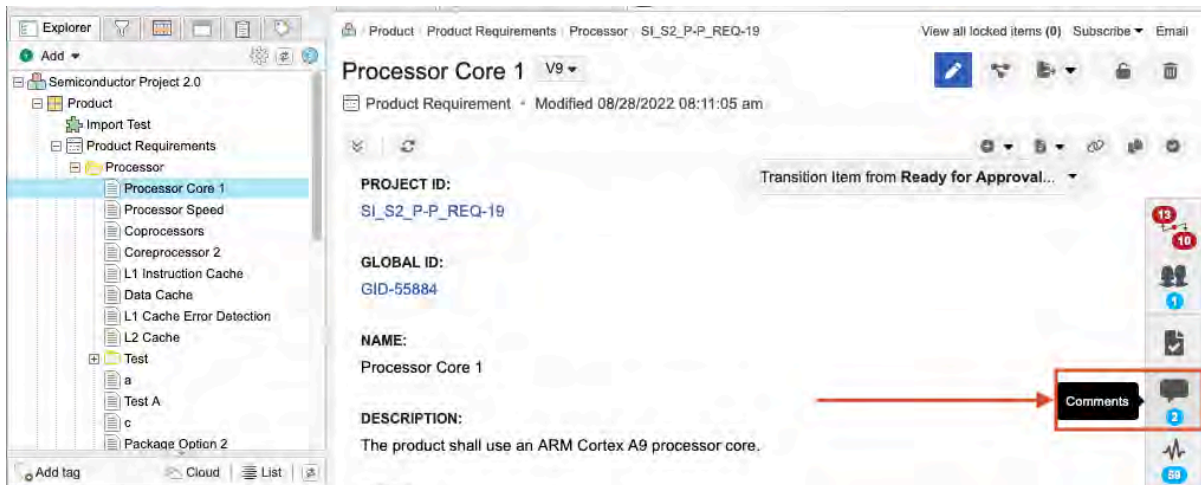 Explorer
Add
Semiconductor Project 2.0
Product
Import Test
Product Requirements
Processor
Processor Core 1
Processor Speed
Coprocessors
Coreprocessor 2
L1 Instruction Cache
Data Cache
L1 Cache Error Detection
L2 Cache
Test
a
Test A
c
Package Option 2
Add tag Cloud List
Product Product Requirements Processor SI_S2_P-P_REQ-19
View all locked items (0) Subscribe Email
Processor Core 1 V9
Product Requirement • Modified 08/28/2022 08:11:05 am
Transition item from Ready for Approval...
PROJECT ID:
SI_S2_P-P_REQ-19
GLOBAL ID:
GID-55884
NAME:
Processor Core 1
DESCRIPTION:
The product shall use an ARM Cortex A9 processor core.
13
10
1
Comments
2
59